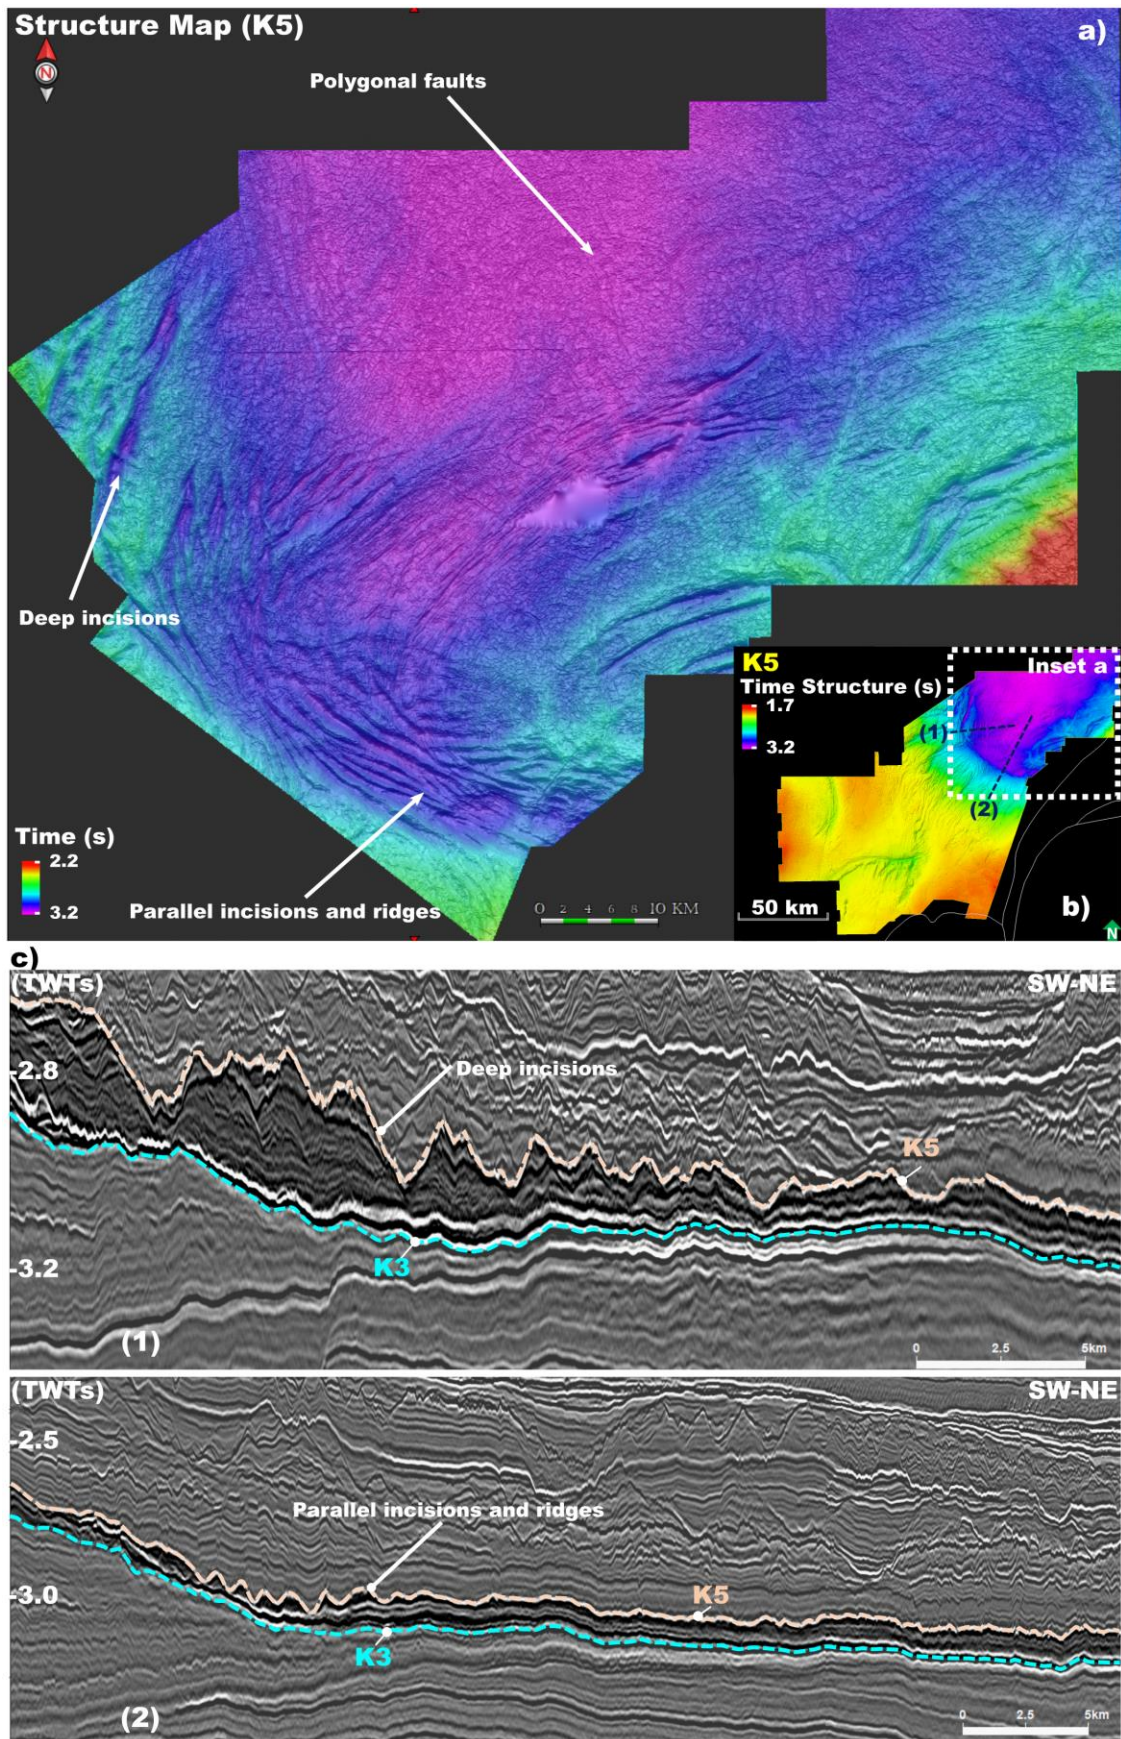 Structure Map (K5)
a)
N
Polygonal faults
Deep incisions
Parallel incisions and ridges
Time (s)
2.2
3.2
0 2 4 6 8 10 KM
K5
Inset a
Time Structure (s)
1.7
3.2
(1)
(2)
50 km
b)
N
c)
(TWTs)
SW-NE
-2.8
Deep incisions
K5
K3
-3.2
(1)
0 2.5 5km
(TWTs)
SW-NE
-2.5
Parallel incisions and ridges
-3.0
K5
K3
(2)
0 2.5 5km